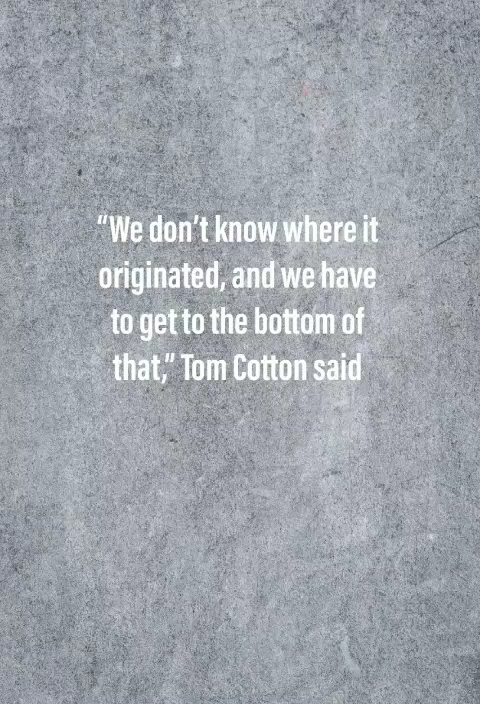 “We don’t know where it
originated, and we have
to get to the bottom of
that,” Tom Cotton said